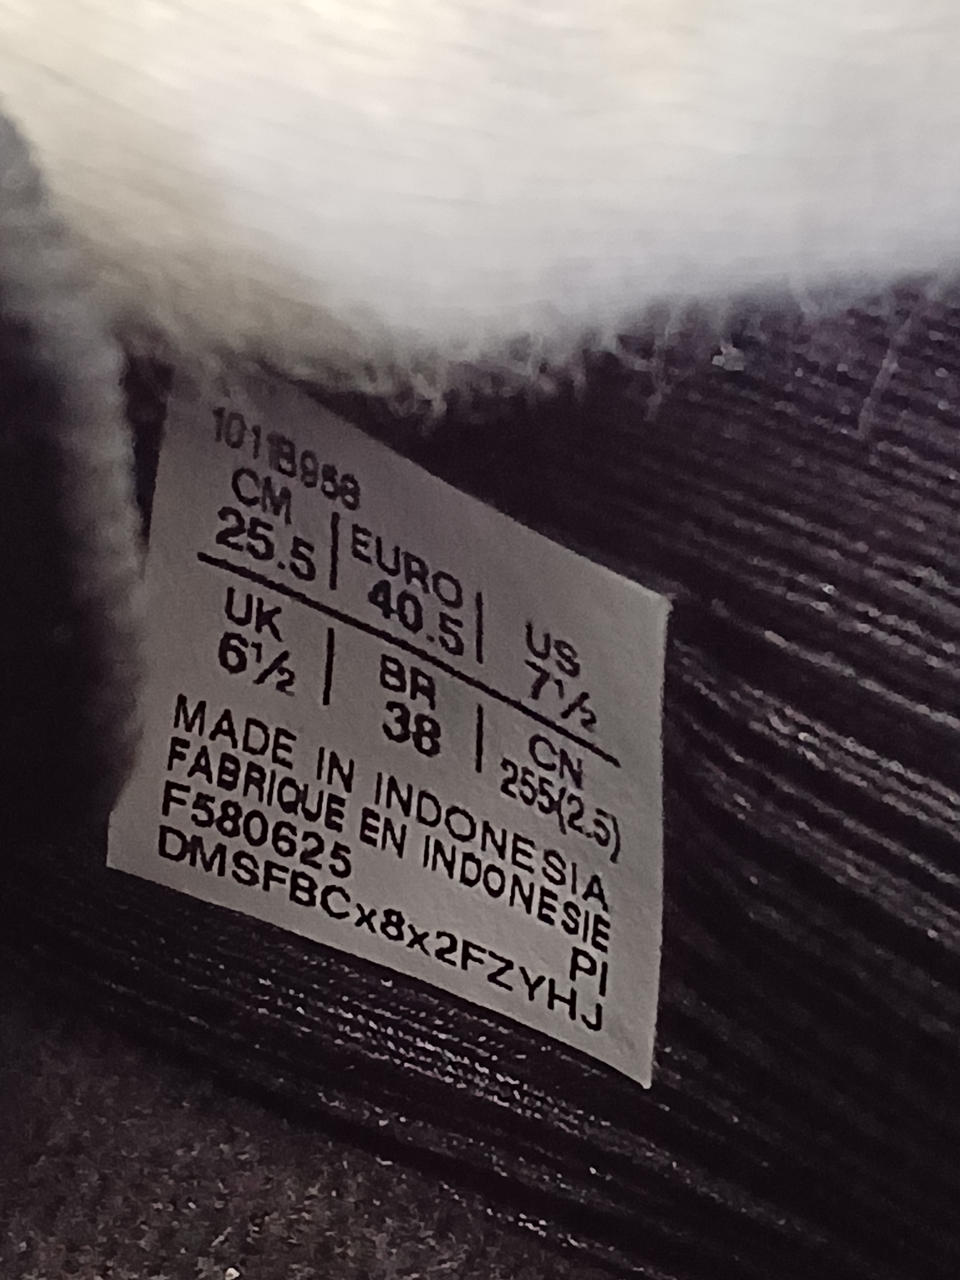 1011B958
CM | EURO | US
25.5 | 40.5 | 7½
UK | BR | CN
6½ | 38 | 255(2.5)
MADE IN INDONESIA
FABRIQUE EN INDONESIE
F580625 PI
DMSFBCx8x2FZYHJ